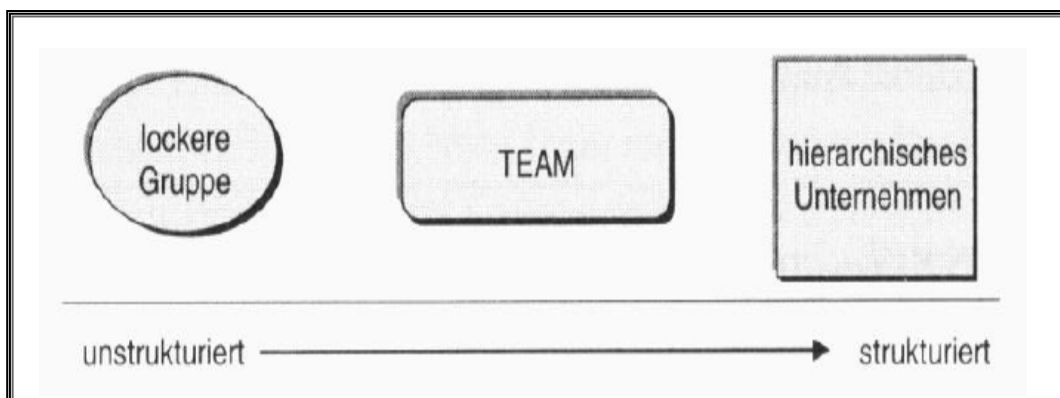 lockere
Gruppe
TEAM
hierarchisches
Unternehmen
unstrukturiert
strukturiert